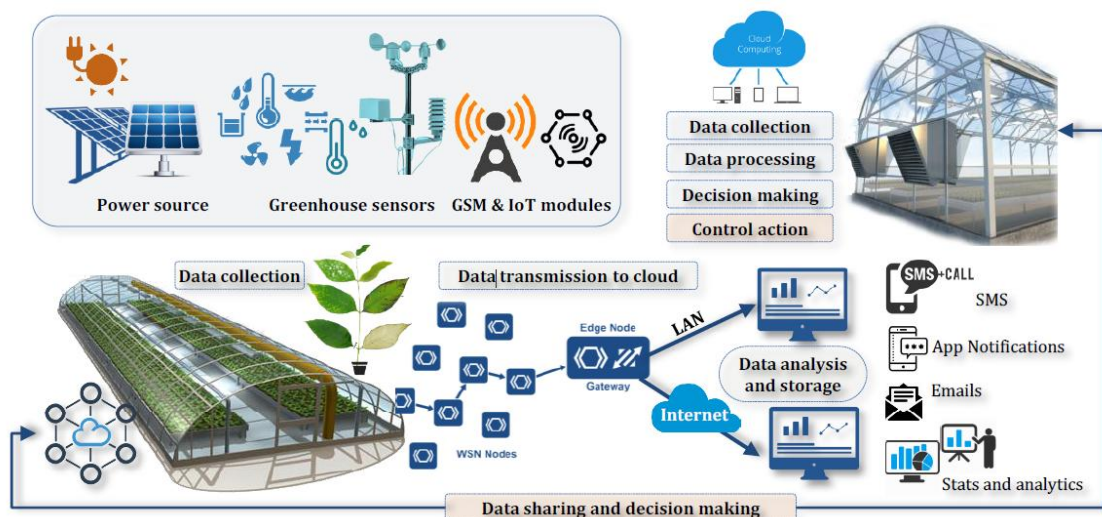 Cloud
Computing
Data collection
Data processing
Decision making
Control action
Power source
Greenhouse sensors
GSM & IoT modules
Data collection
Data transmission to cloud
SMS+CALL
SMS
Edge Node
LAN
App Notifications
Gateway
Data analysis
and storage
Emails
Internet
WSN Nodes
Stats and analytics
Data sharing and decision making